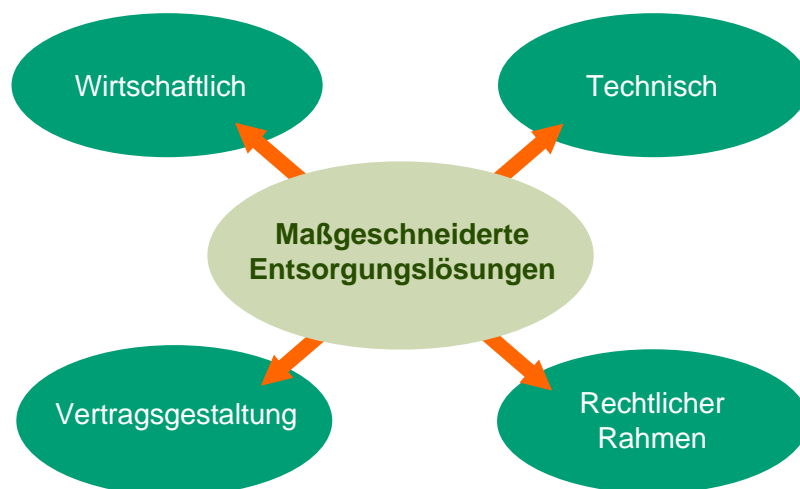 Wirtschaftlich
Technisch
Maßgeschneiderte
Entsorgungslösungen
Vertragsgestaltung
Rechtlicher
Rahmen